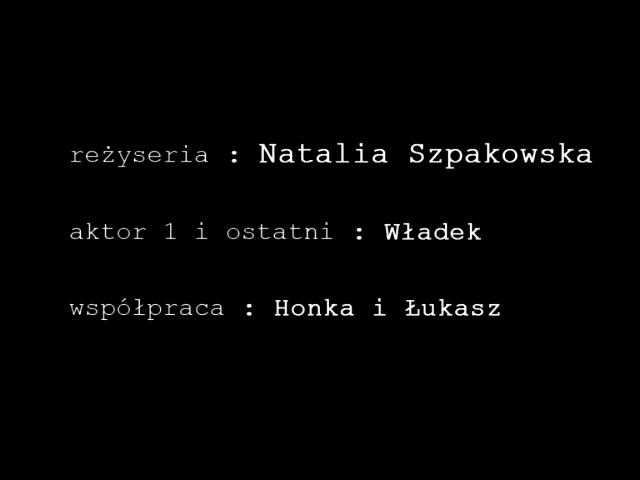 reżyseria : Natalia Szpakowska
aktor 1 i ostatni : Władek
współpraca : Honka i Łukasz